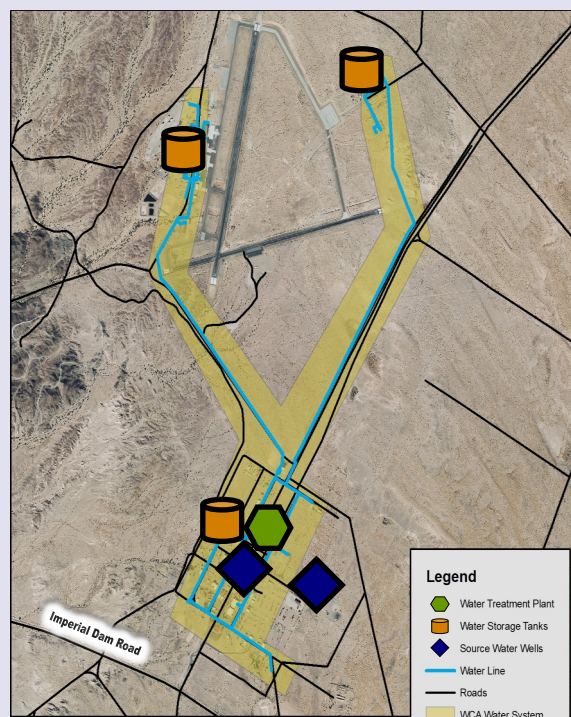 Imperial Dam Road
Legend
Water Treatment Plant
Water Storage Tanks
Source Water Wells
Water Line
Roads
WCA Water System